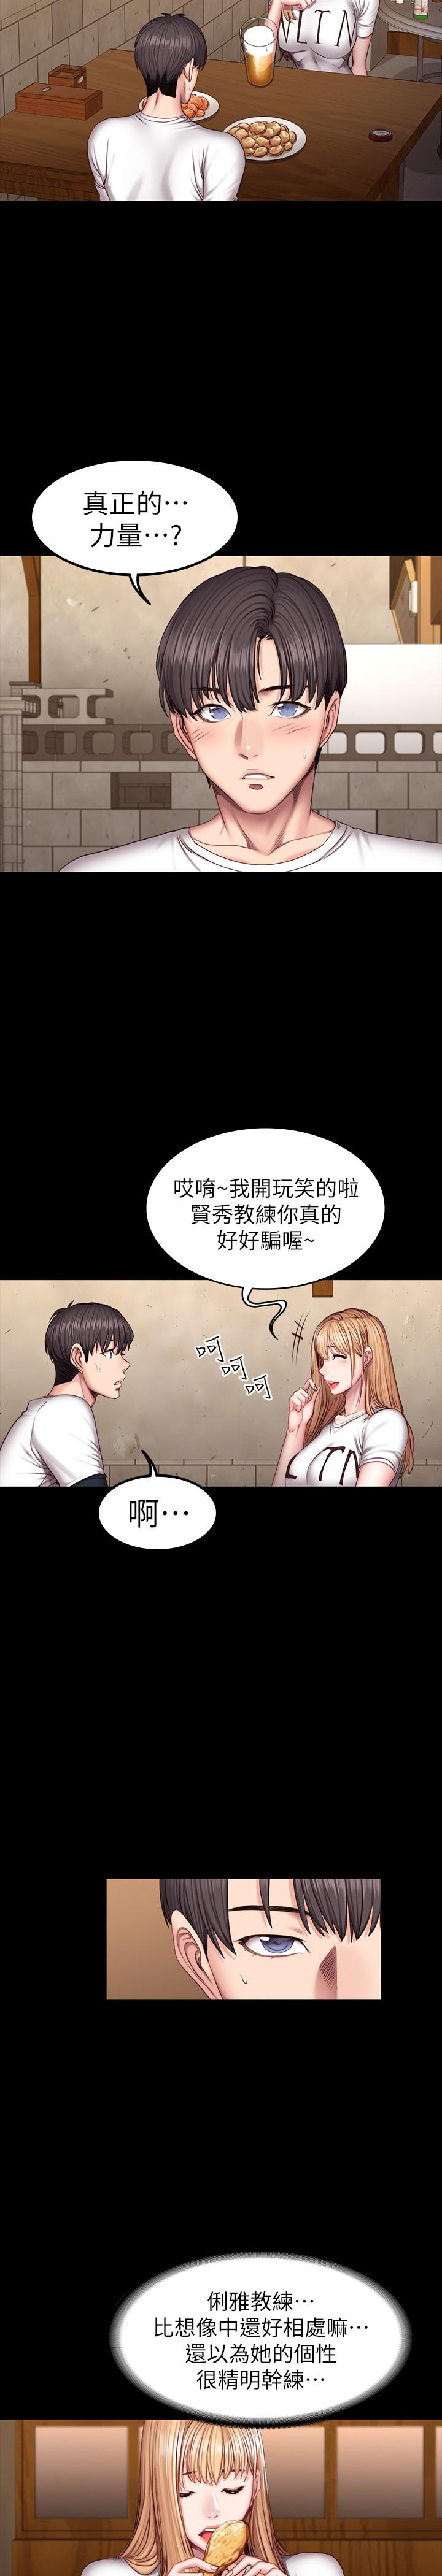 真正的…
力量…?
哎唷~我開玩笑的啦
賢秀教練你真的
好好騙喔~
呵
呵
呵
啊…
俐雅教練…
比想像中還好相處嘛…
還以為她的個性
很精明幹練…